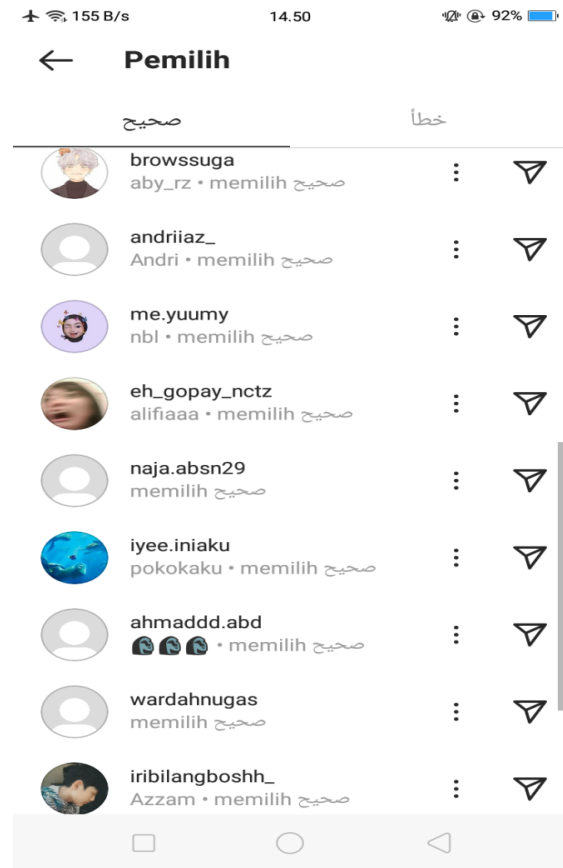 155 B/s 14.50 92%
Pemilih
صحيح خطأ
browssuga
aby_rz • memilih صحيح
andriiaz_
Andri • memilih صحيح
me.yuumy
nbl • memilih صحيح
eh_gopay_nctz
alifiaaa • memilih صحيح
naja.absn29
memilih صحيح
iyee.iniaku
pokokaku • memilih صحيح
ahmaddd.abd
• memilih صحيح
wardahnugas
memilih صحيح
iribilangboshh_
Azzam • memilih صحيح